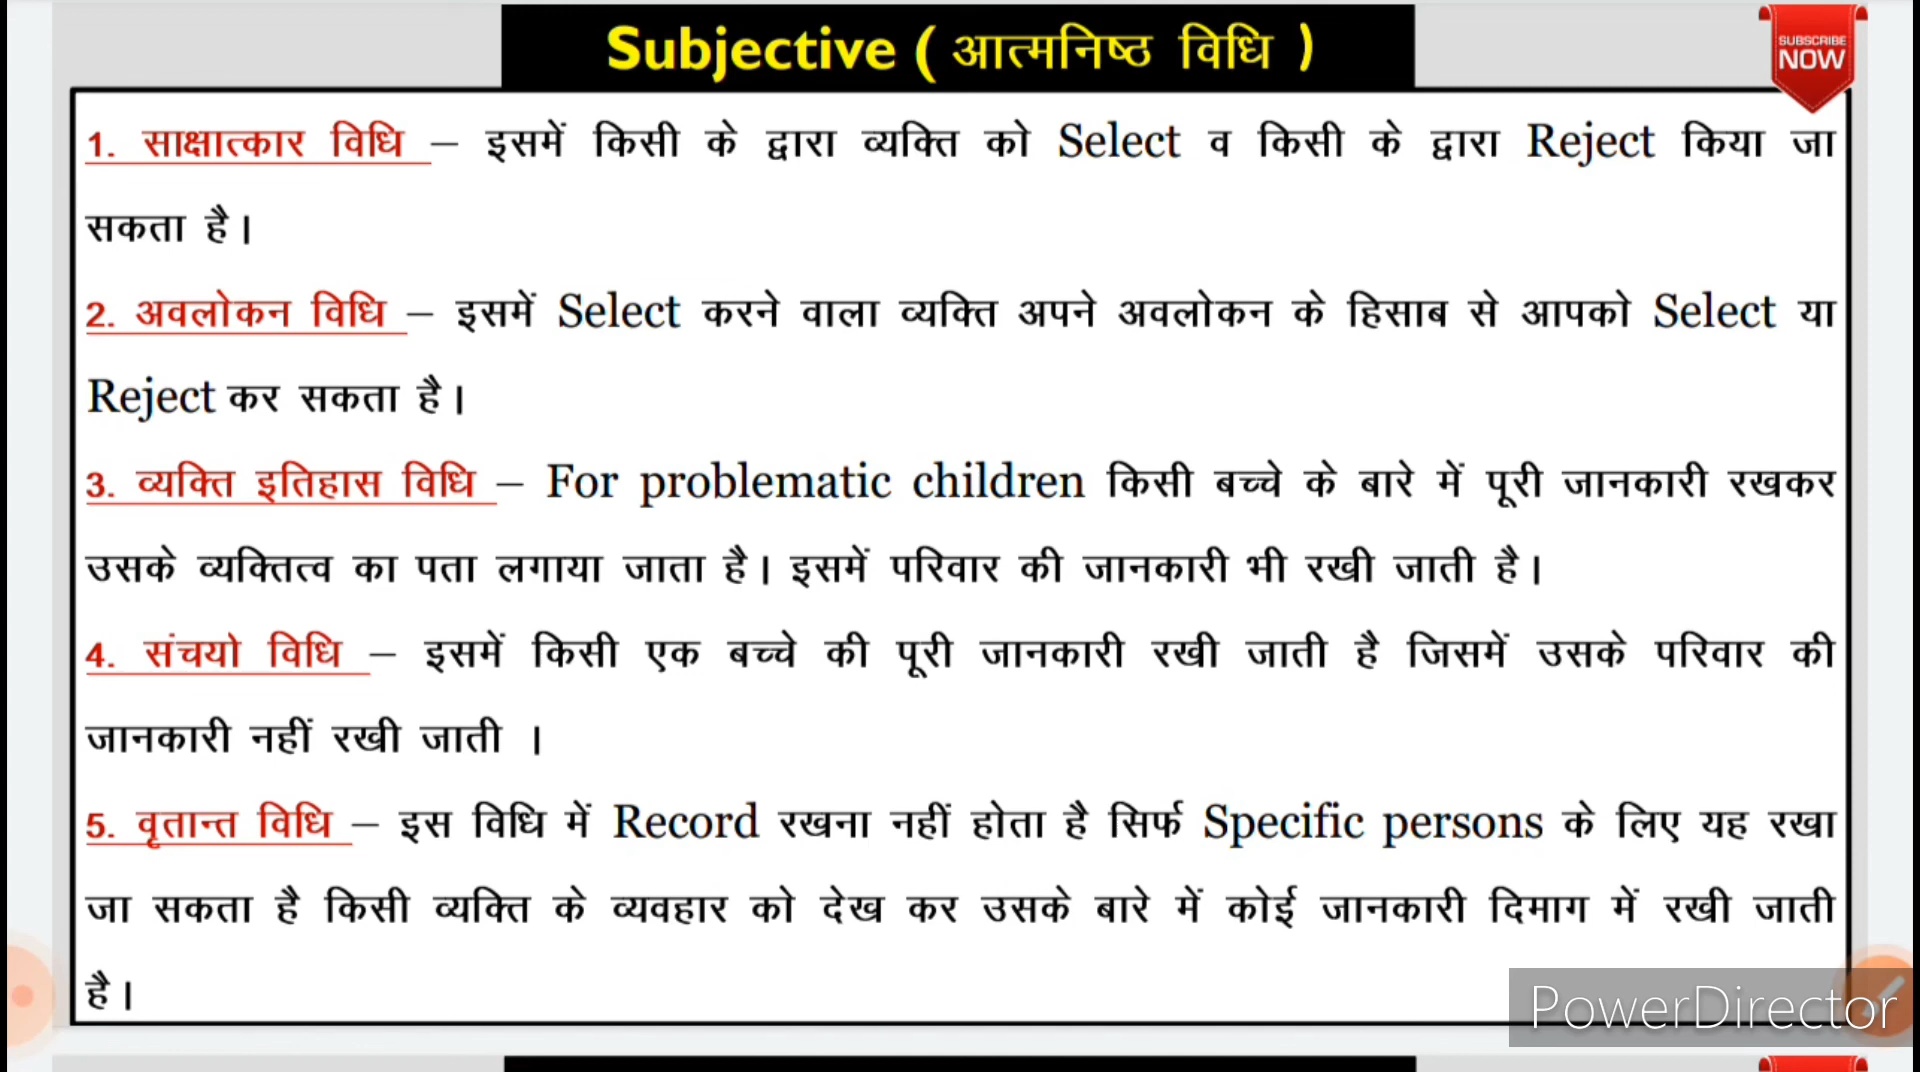 Subjective ( आत्मनिष्ठ विधि )
SUBSCRIBE
NOW
1. साक्षात्कार विधि – इसमें किसी के द्वारा व्यक्ति को Select व किसी के द्वारा Reject किया जा
सकता है।
2. अवलोकन विधि – इसमें Select करने वाला व्यक्ति अपने अवलोकन के हिसाब से आपको Select या
Reject कर सकता है।
3. व्यक्ति इतिहास विधि – For problematic children किसी बच्चे के बारे में पूरी जानकारी रखकर
उसके व्यक्तित्व का पता लगाया जाता है। इसमें परिवार की जानकारी भी रखी जाती है।
4. संचयो विधि – इसमें किसी एक बच्चे की पूरी जानकारी रखी जाती है जिसमें उसके परिवार की
जानकारी नहीं रखी जाती ।
5. वृतान्त विधि – इस विधि में Record रखना नहीं होता है सिर्फ Specific persons के लिए यह रखा
जा सकता है किसी व्यक्ति के व्यवहार को देख कर उसके बारे में कोई जानकारी दिमाग में रखी जाती
है।
PowerDirector